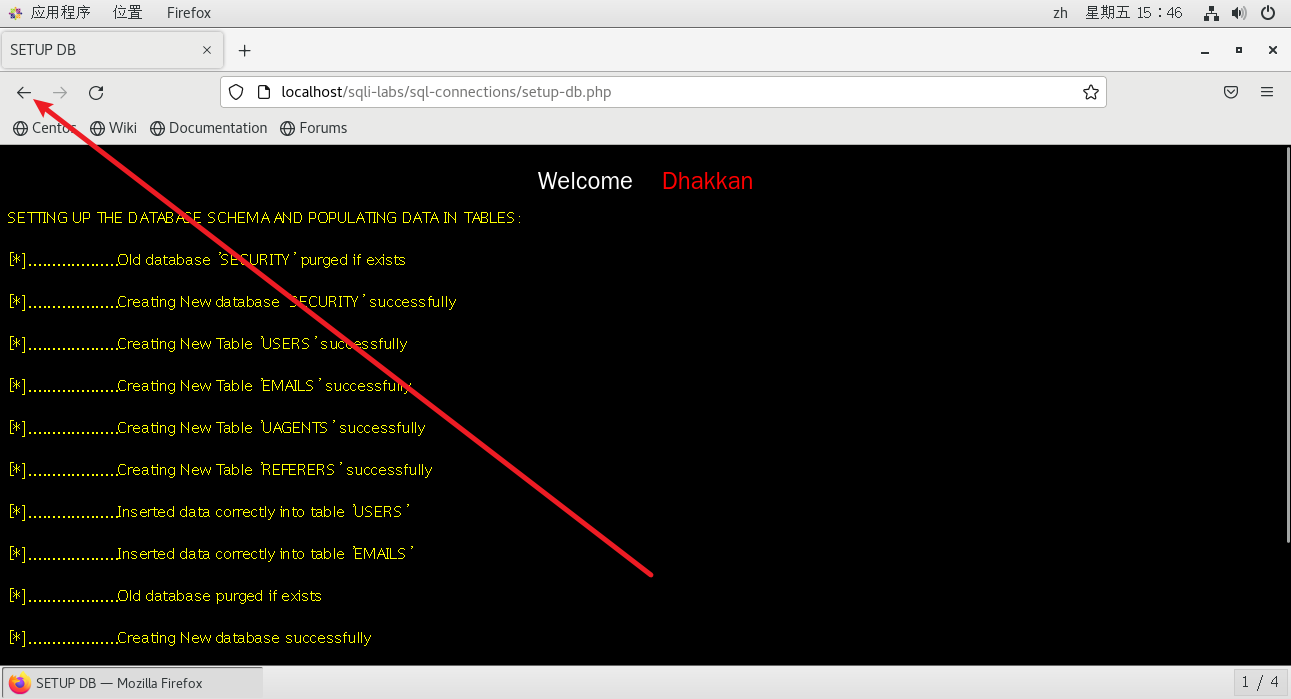 应用程序 位置 Firefox zh 星期五 15：46
SETUP DB
localhost/sqli-labs/sql-connections/setup-db.php
Centos Wiki Documentation Forums
Welcome Dhakkan
SETTING UP THE DATABASE SCHEMA AND POPULATING DATA IN TABLES:
[*]...................Old database 'SECURITY' purged if exists
[*]...................Creating New database 'SECURITY' successfully
[*]...................Creating New Table 'USERS' successfully
[*]...................Creating New Table 'EMAILS' successfully
[*]...................Creating New Table 'UAGENTS' successfully
[*]...................Creating New Table 'REFERERS' successfully
[*]...................Inserted data correctly into table 'USERS'
[*]...................Inserted data correctly into table 'EMAILS'
[*]...................Old database purged if exists
[*]...................Creating New database successfully
SETUP DB — Mozilla Firefox 1 / 4